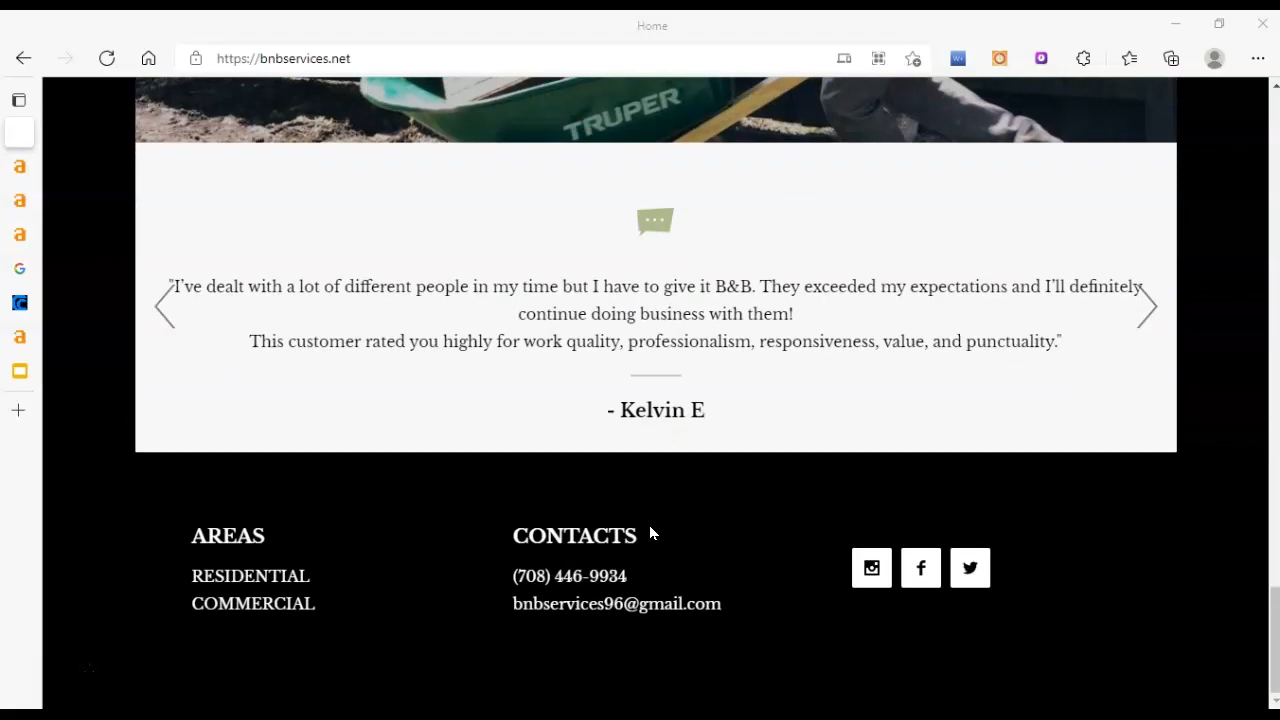 Home
https://bnbservices.net
TRUPER
"I've dealt with a lot of different people in my time but I have to give it B&B. They exceeded my expectations and I'll definitely
continue doing business with them!
This customer rated you highly for work quality, professionalism, responsiveness, value, and punctuality."
- Kelvin E
AREAS
CONTACTS
RESIDENTIAL
(708) 446-9934
COMMERCIAL
bnbservices96@gmail.com